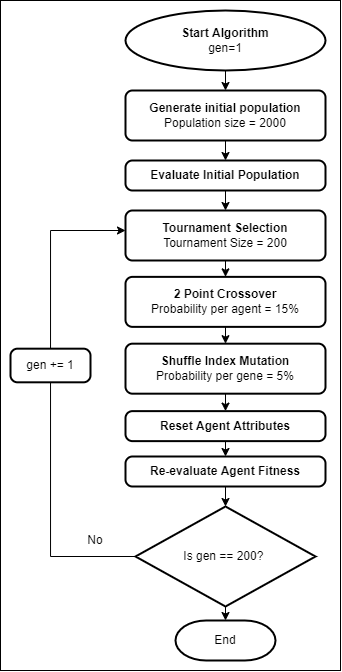 Start Algorithm
gen=1
Generate initial population
Population size = 2000
Evaluate Initial Population
Tournament Selection
Tournament Size = 200
2 Point Crossover
Probability per agent = 15%
Shuffle Index Mutation
Probability per gene = 5%
gen += 1
Reset Agent Attributes
Re-evaluate Agent Fitness
No
Is gen == 200?
End